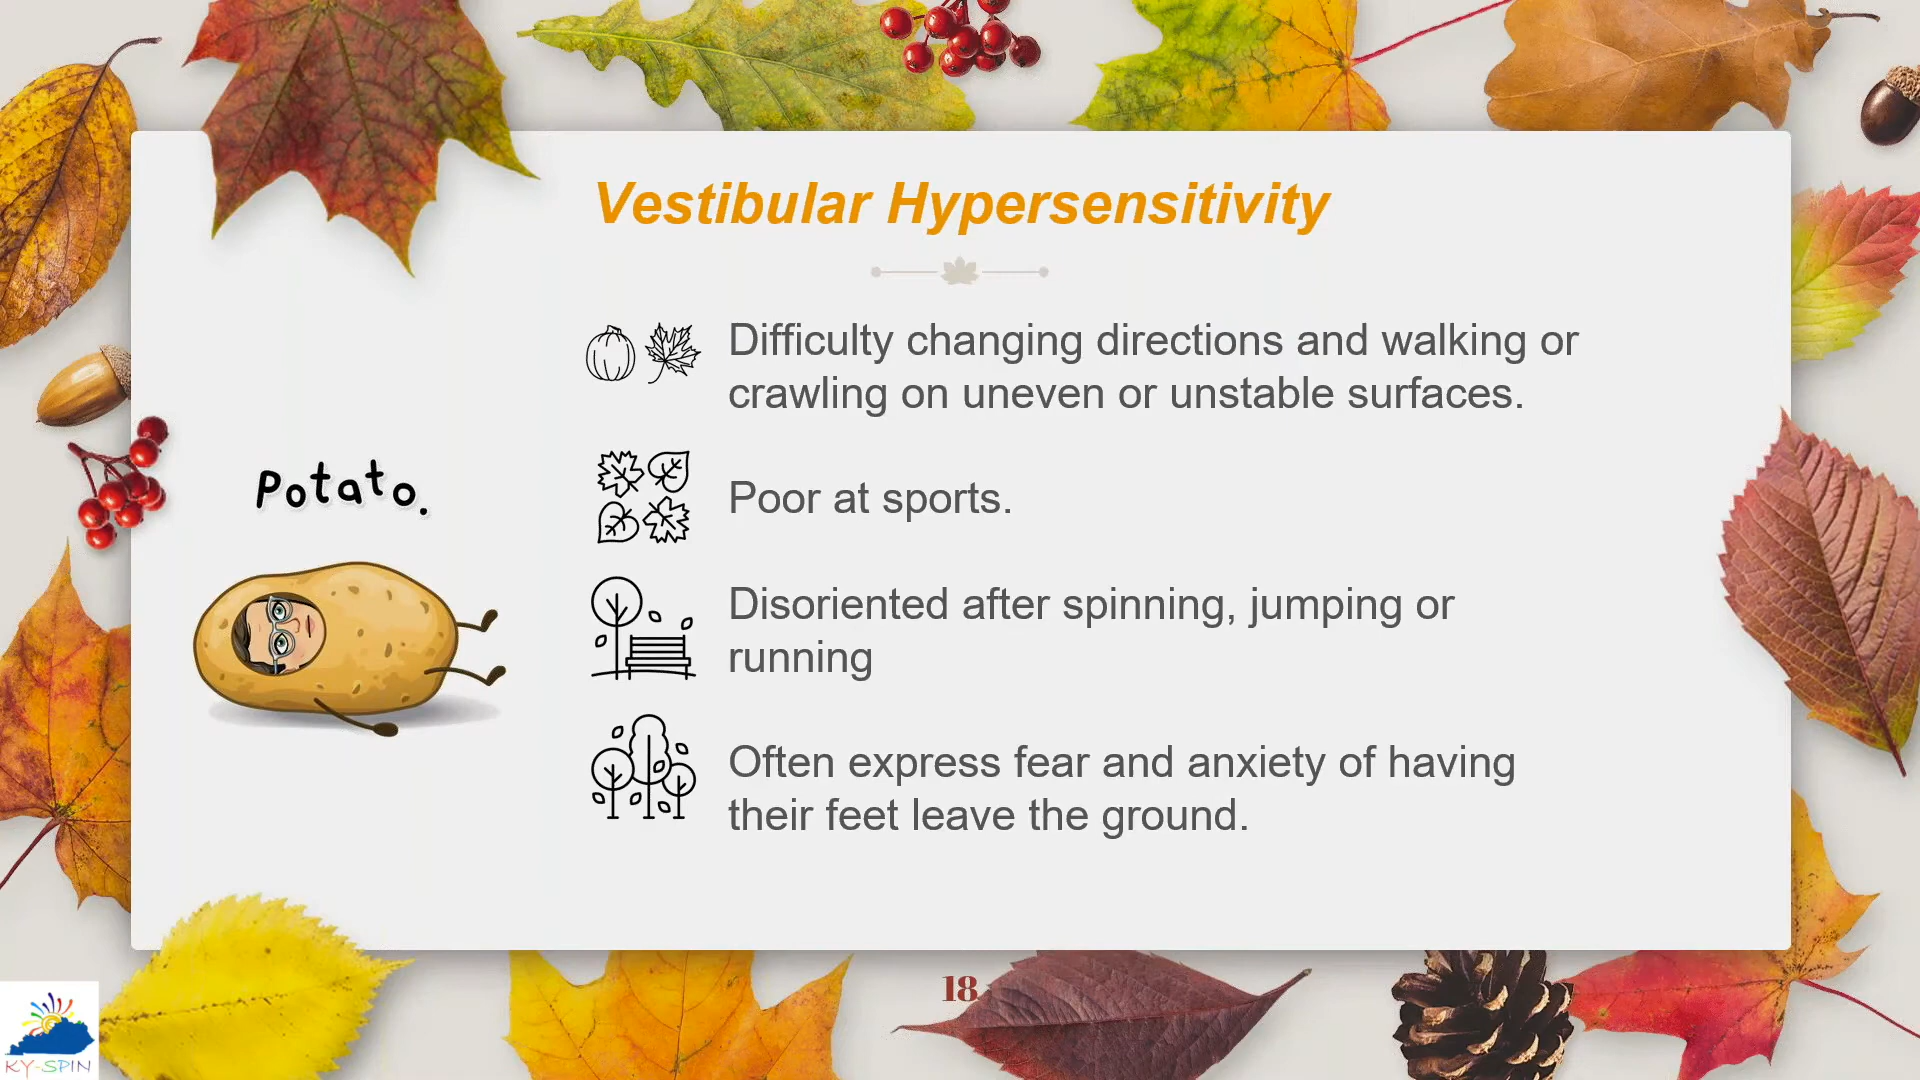 Vestibular Hypersensitivity
Difficulty changing directions and walking or
crawling on uneven or unstable surfaces.
Potato.
Poor at sports.
Disoriented after spinning, jumping or
running
Often express fear and anxiety of having
their feet leave the ground.
18
KY-SPIN